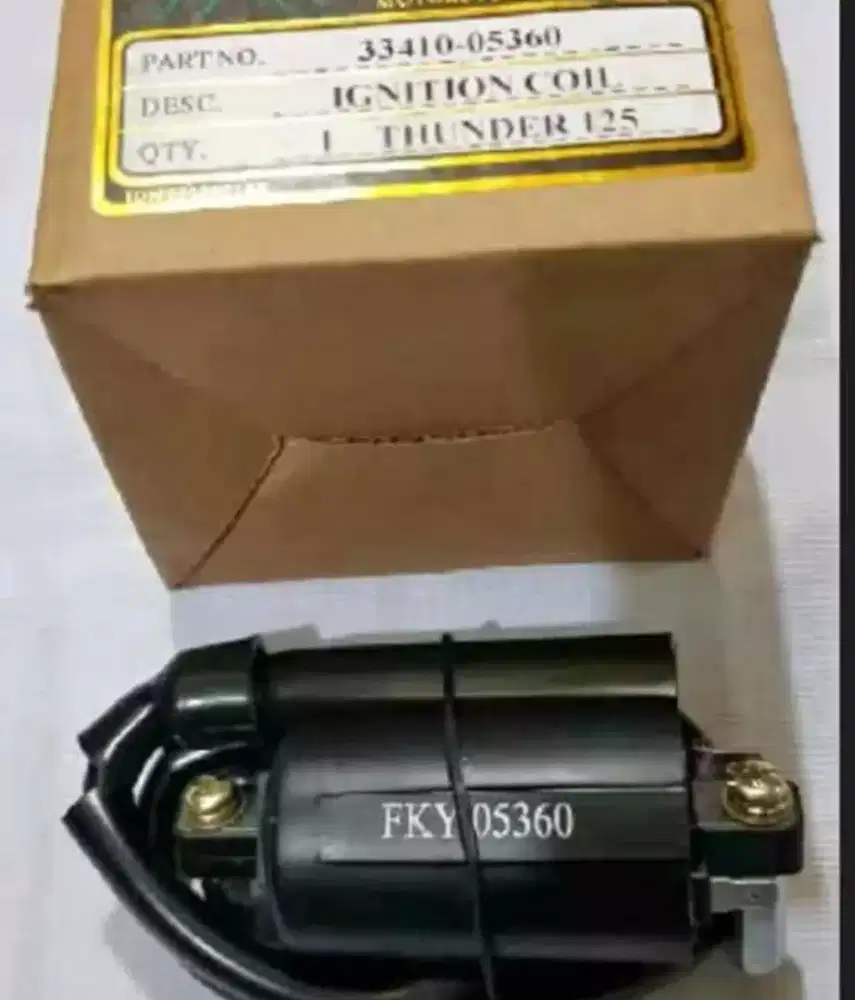 PART NO. 33410-05360
DESC. IGNITION COIL
QTY. 1 THUNDER 125
FKY 05360